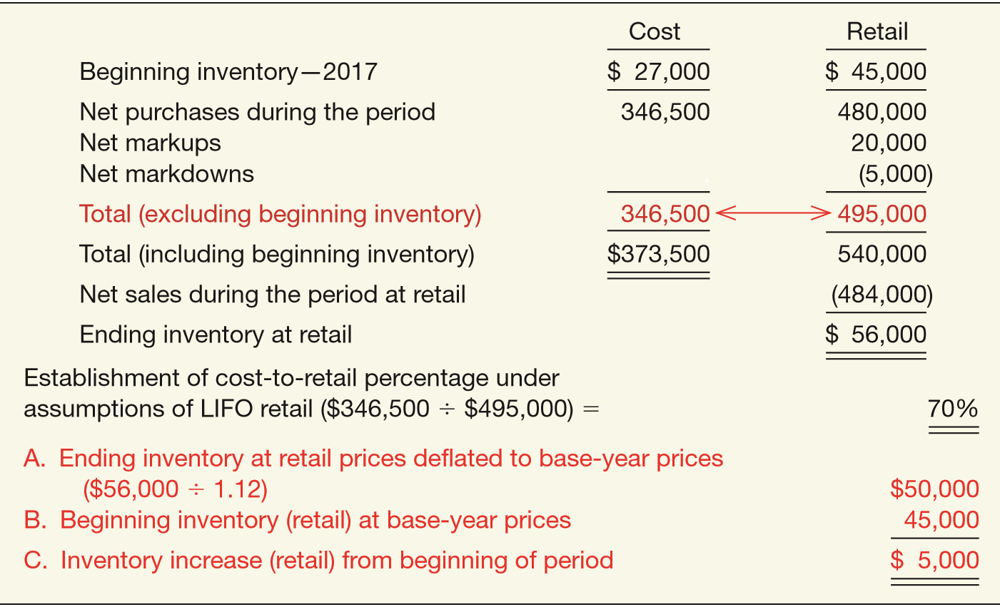 Cost Retail
Beginning inventory—2017 $ 27,000 $ 45,000
Net purchases during the period 346,500 480,000
Net markups 20,000
Net markdowns (5,000)
Total (excluding beginning inventory) 346,500 495,000
Total (including beginning inventory) $373,500 540,000
Net sales during the period at retail (484,000)
Ending inventory at retail $ 56,000
Establishment of cost-to-retail percentage under
assumptions of LIFO retail ($346,500 ÷ $495,000) = 70%
A. Ending inventory at retail prices deflated to base-year prices
($56,000 ÷ 1.12) $50,000
B. Beginning inventory (retail) at base-year prices 45,000
C. Inventory increase (retail) from beginning of period $ 5,000